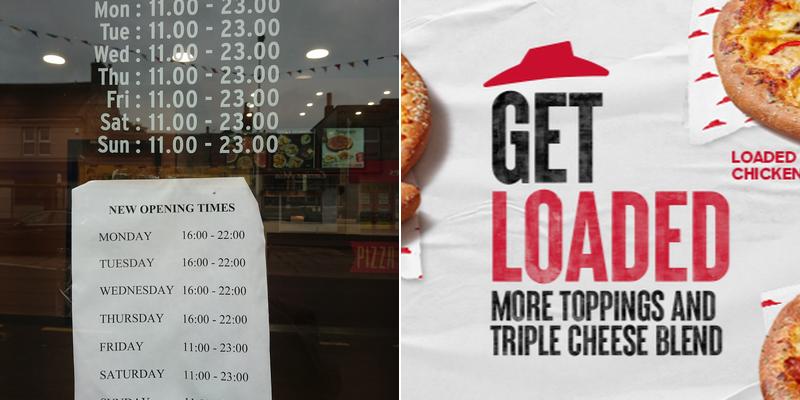 Mon : 11.00 - 23.00
Tue : 11.00 - 23.00
Wed : 11.00 - 23.00
Thu : 11.00 - 23.00
Fri : 11.00 - 23.00
Sat : 11.00 - 23.00
Sun : 11.00 - 23.00
NEW OPENING TIMES
MONDAY 16:00 - 22:00
TUESDAY 16:00 - 22:00
WEDNESDAY 16:00 - 22:00
THURSDAY 16:00 - 22:00
FRIDAY 11:00 - 23:00
SATURDAY 11:00 - 23:00
SUNDAY
PIZZA
GET
LOADED
MORE TOPPINGS AND
TRIPLE CHEESE BLEND
LOADED
CHICKEN